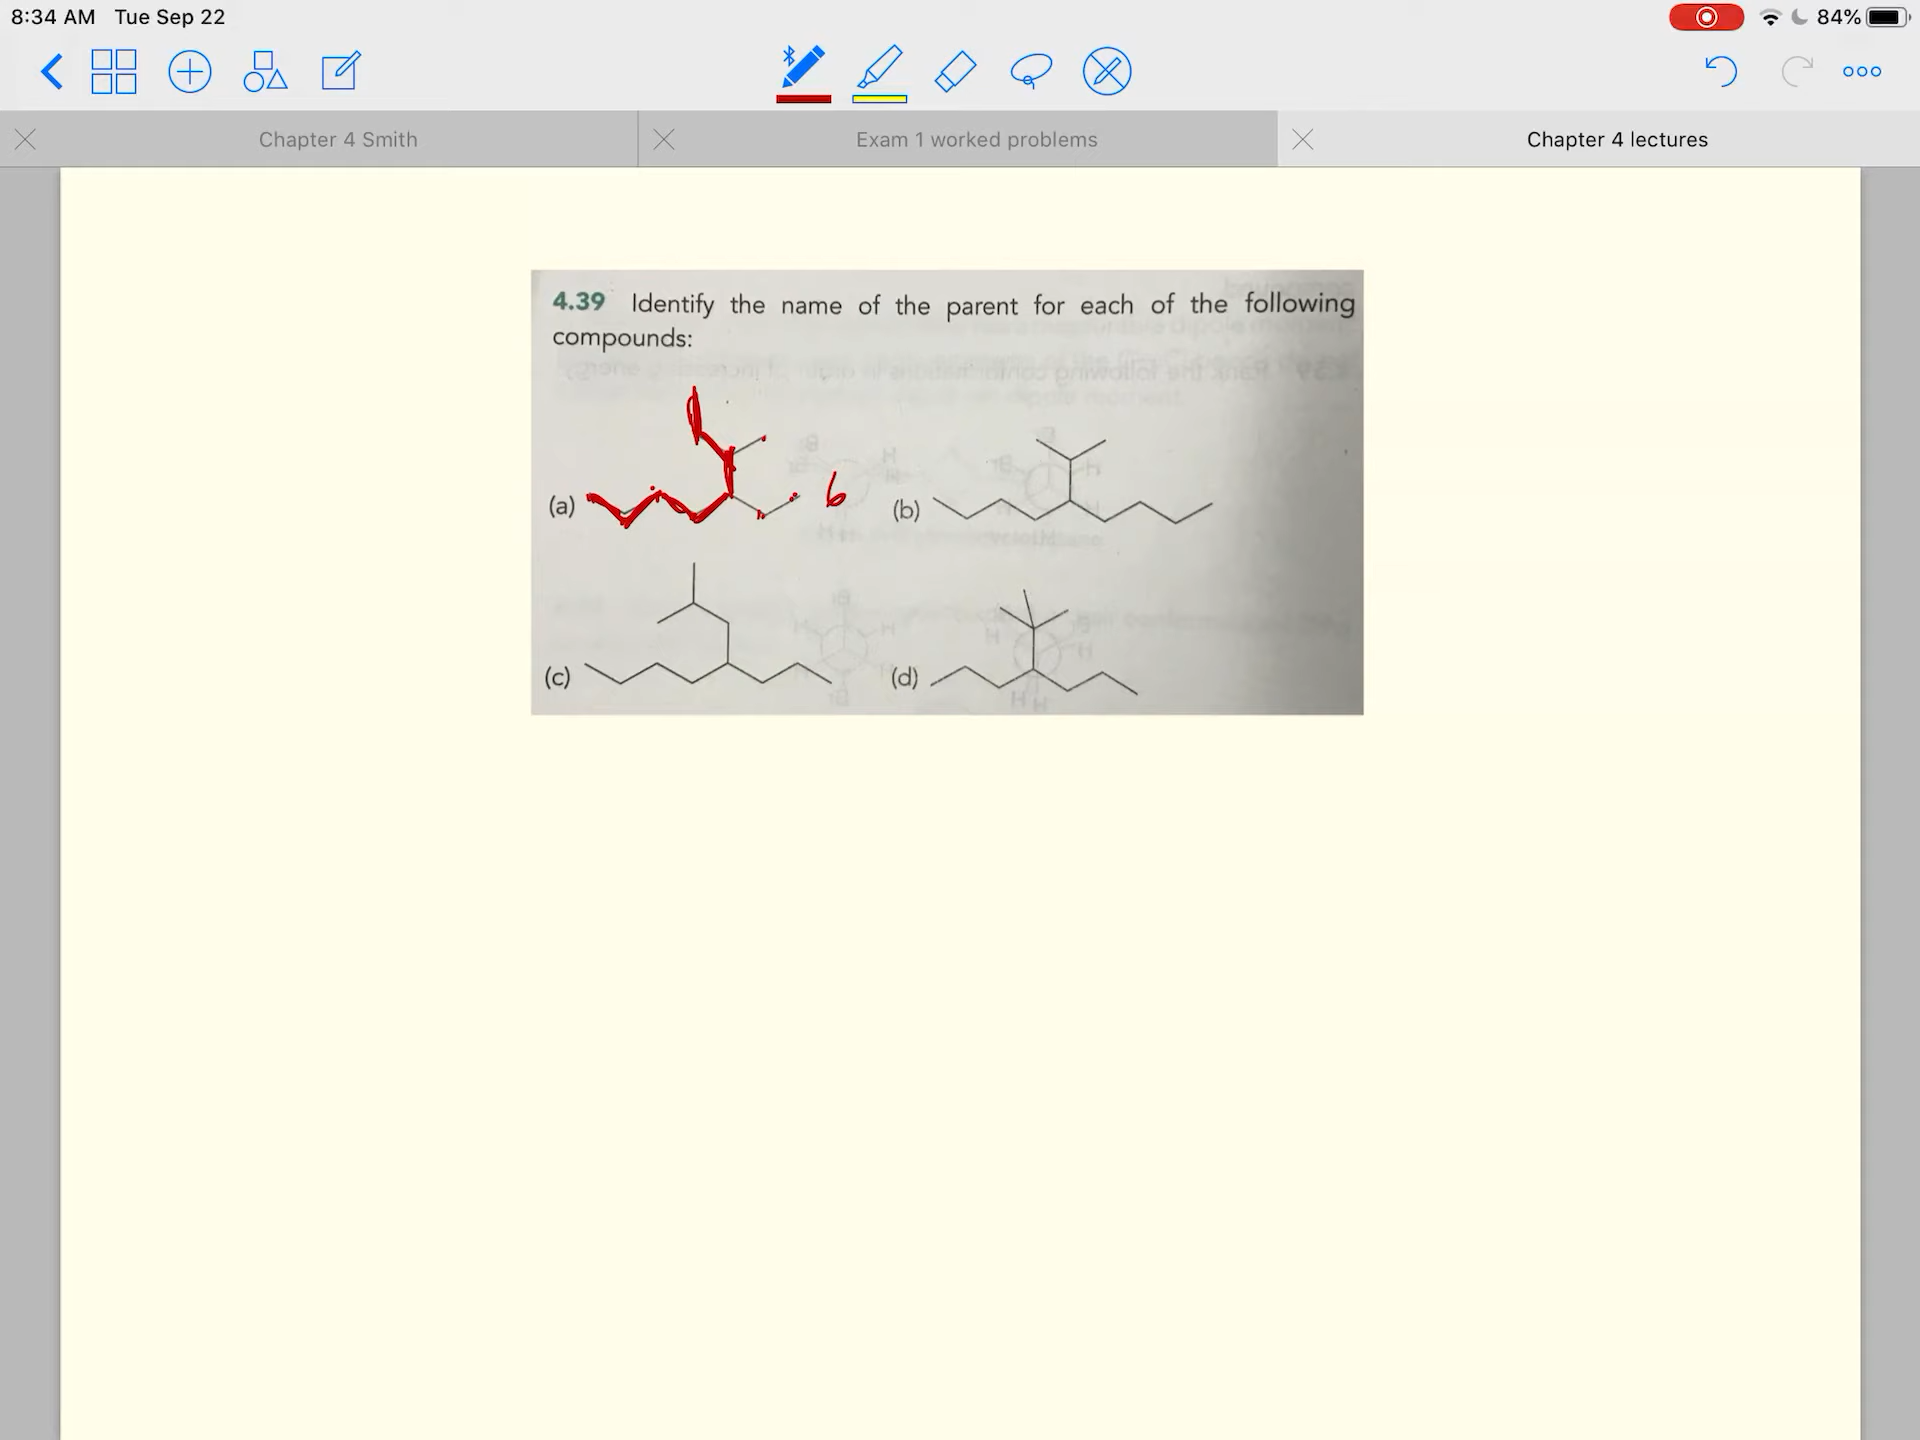 8:34 AM Tue Sep 22
84%
Chapter 4 Smith
Exam 1 worked problems
Chapter 4 lectures
4.39 Identify the name of the parent for each of the following
compounds:
(a)
6
(b)
(c)
(d)